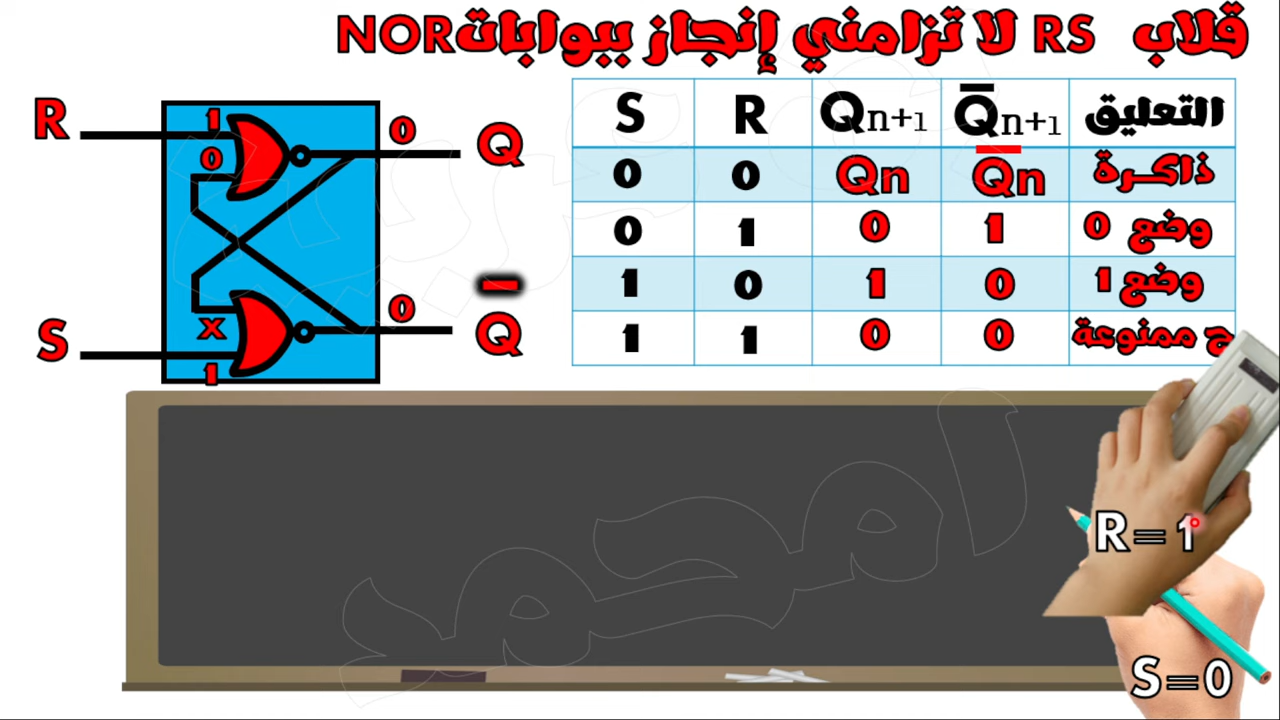 قلاب RS لا تزامني إنجاز ببوابات NOR
R 1 0 0 Q
S x 1 0 Q̅
S R Qn+1 Q̅n+1 التعليق
0 0 Qn Q̅n ذاكـرة
0 1 0 1 وضع 0
1 0 1 0 وضع 1
1 1 0 0 ح ممنوعة
R=1
S=0
أمحمد